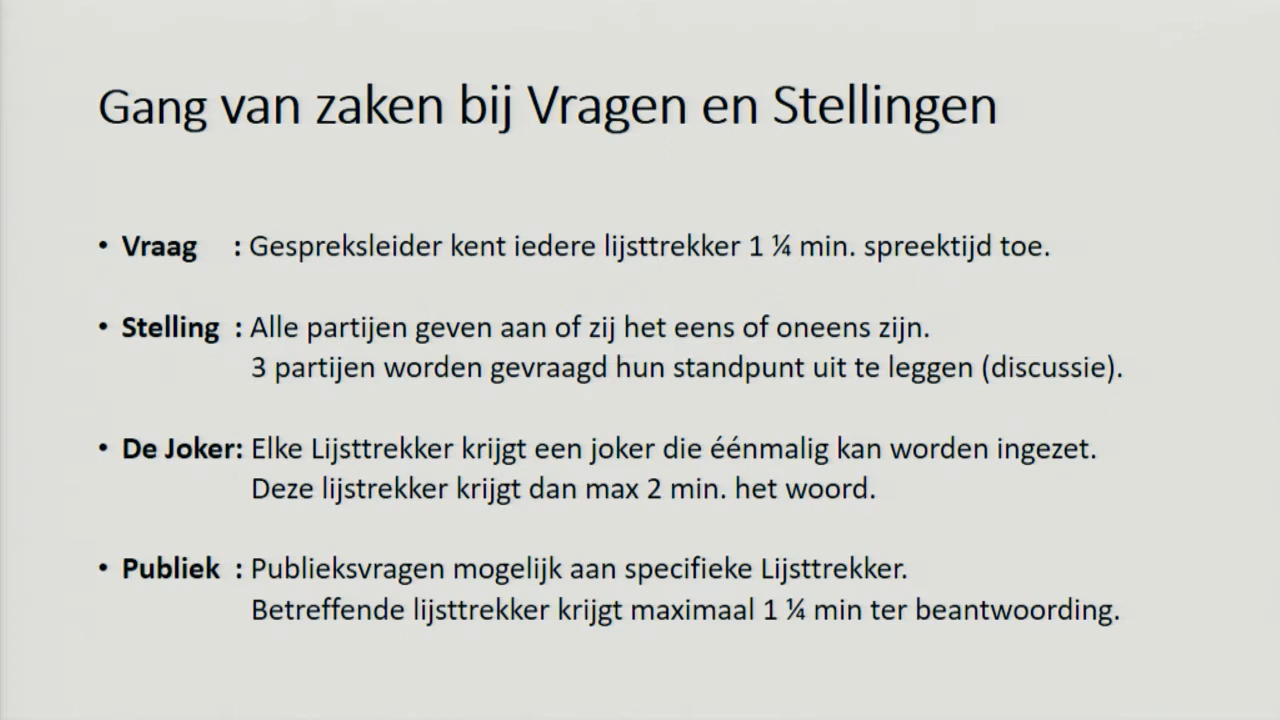 Gang van zaken bij Vragen en Stellingen
• Vraag : Gespreksleider kent iedere lijsttrekker 1 ¼ min. spreektijd toe.
• Stelling : Alle partijen geven aan of zij het eens of oneens zijn.
3 partijen worden gevraagd hun standpunt uit te leggen (discussie).
• De Joker: Elke Lijsttrekker krijgt een joker die éénmalig kan worden ingezet.
Deze lijstrekker krijgt dan max 2 min. het woord.
• Publiek : Publieksvragen mogelijk aan specifieke Lijsttrekker.
Betreffende lijsttrekker krijgt maximaal 1 ¼ min ter beantwoording.